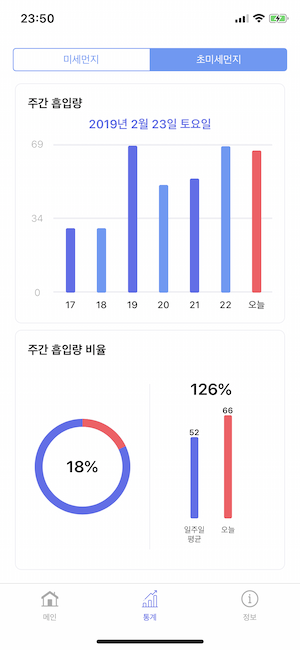 23:50
미세먼지
초미세먼지
주간 흡입량
2019년 2월 23일 토요일
69
34
0
17 18 19 20 21 22 오늘
주간 흡입량 비율
126%
66
52
18%
일주일
평균
오늘
메인
통계
정보